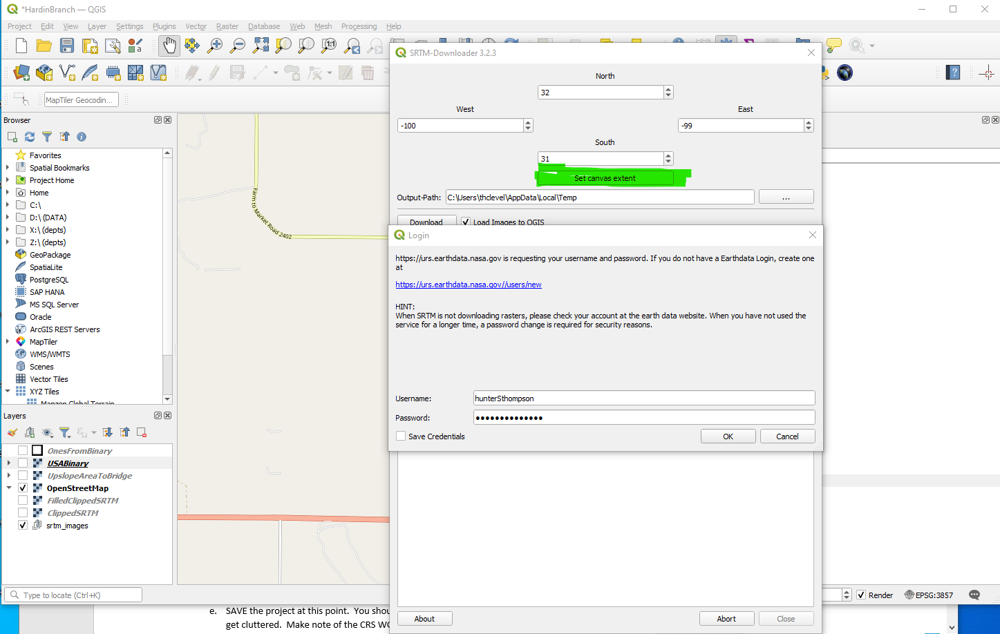 *HardinBranch — QGIS
Project Edit View Layer Settings Plugins Vector Raster Database Web Mesh Processing Help
MapTiler Geocodin...
Browser
Favorites
Spatial Bookmarks
Project Home
Home
C:\
D:\ (DATA)
X:\ (depts)
Z:\ (depts)
GeoPackage
SpatiaLite
PostgreSQL
SAP HANA
MS SQL Server
Oracle
ArcGIS REST Servers
MapTiler
WMS/WMTS
Scenes
Vector Tiles
XYZ Tiles
Mapzen Global Terrain
Layers
OnesFromBinary
USABinary
UpslopeAreaToBridge
OpenStreetMap
FilledClippedSRTM
ClippedSRTM
srtm_images
Type to locate (Ctrl+K)
Farm to Market Road 2402
SRTM-Downloader 3.2.3
North
32
West
East
-100
-99
South
31
Set canvas extent
Output-Path: C:\Users\thclevel\AppData\Local\Temp ...
Download Load Images to QGIS
Login
https://urs.earthdata.nasa.gov is requesting your username and password. If you do not have a Earthdata Login, create one
at
https://urs.earthdata.nasa.gov//users/new
HINT:
When SRTM is not downloading rasters, please check your account at the earth data website. When you have not used the
service for a longer time, a password change is required for security reasons.
Username: hunterSthompson
Password: ●●●●●●●●●●●●●●
Save Credentials OK Cancel
About Abort Close
Render EPSG:3857
e. SAVE the project at this point. You shou
get cluttered. Make note of the CRS WG